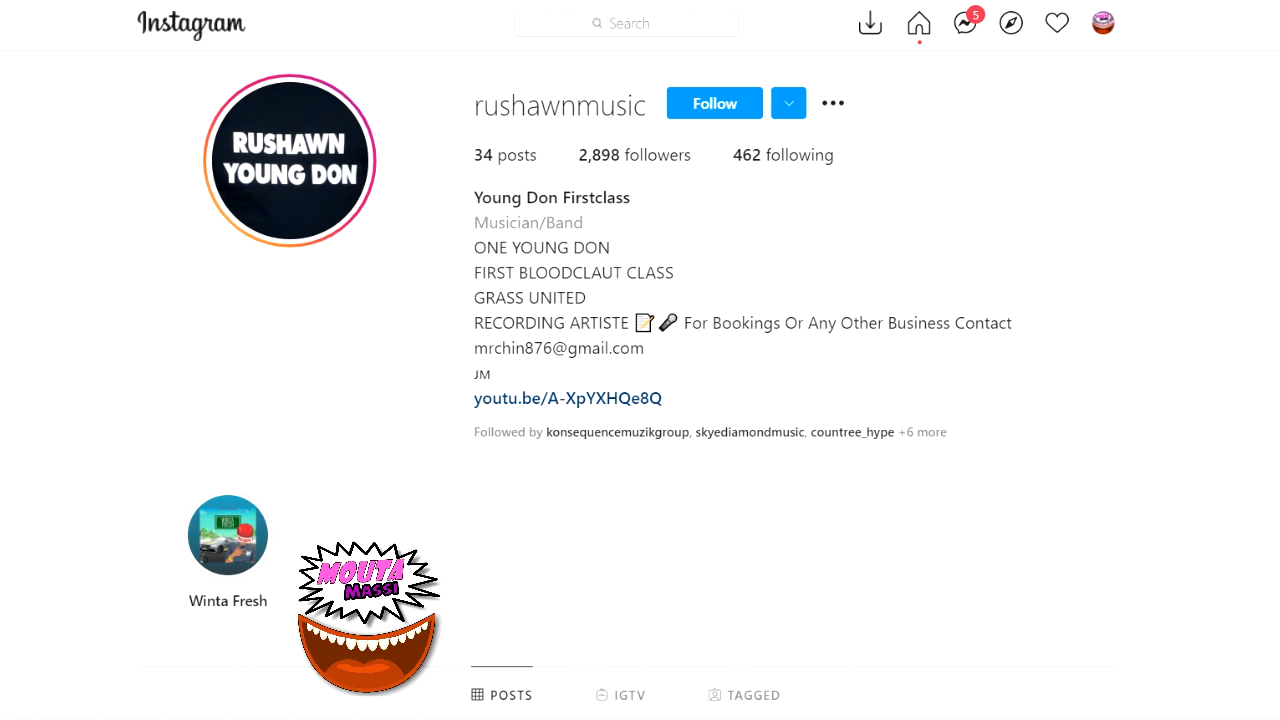 Instagram
Search
5
RUSHAWN
YOUNG DON
rushawnmusic
Follow
34 posts 2,898 followers 462 following
Young Don Firstclass
Musician/Band
ONE YOUNG DON
FIRST BLOODCLAUT CLASS
GRASS UNITED
RECORDING ARTISTE 📝🎤 For Bookings Or Any Other Business Contact
mrchin876@gmail.com
JM
youtu.be/A-XpYXHQe8Q
Followed by konsequencemuzikgroup, skyediamondmusic, countree_hype +6 more
Winta Fresh
MOUTA
MASSI
POSTS IGTV TAGGED